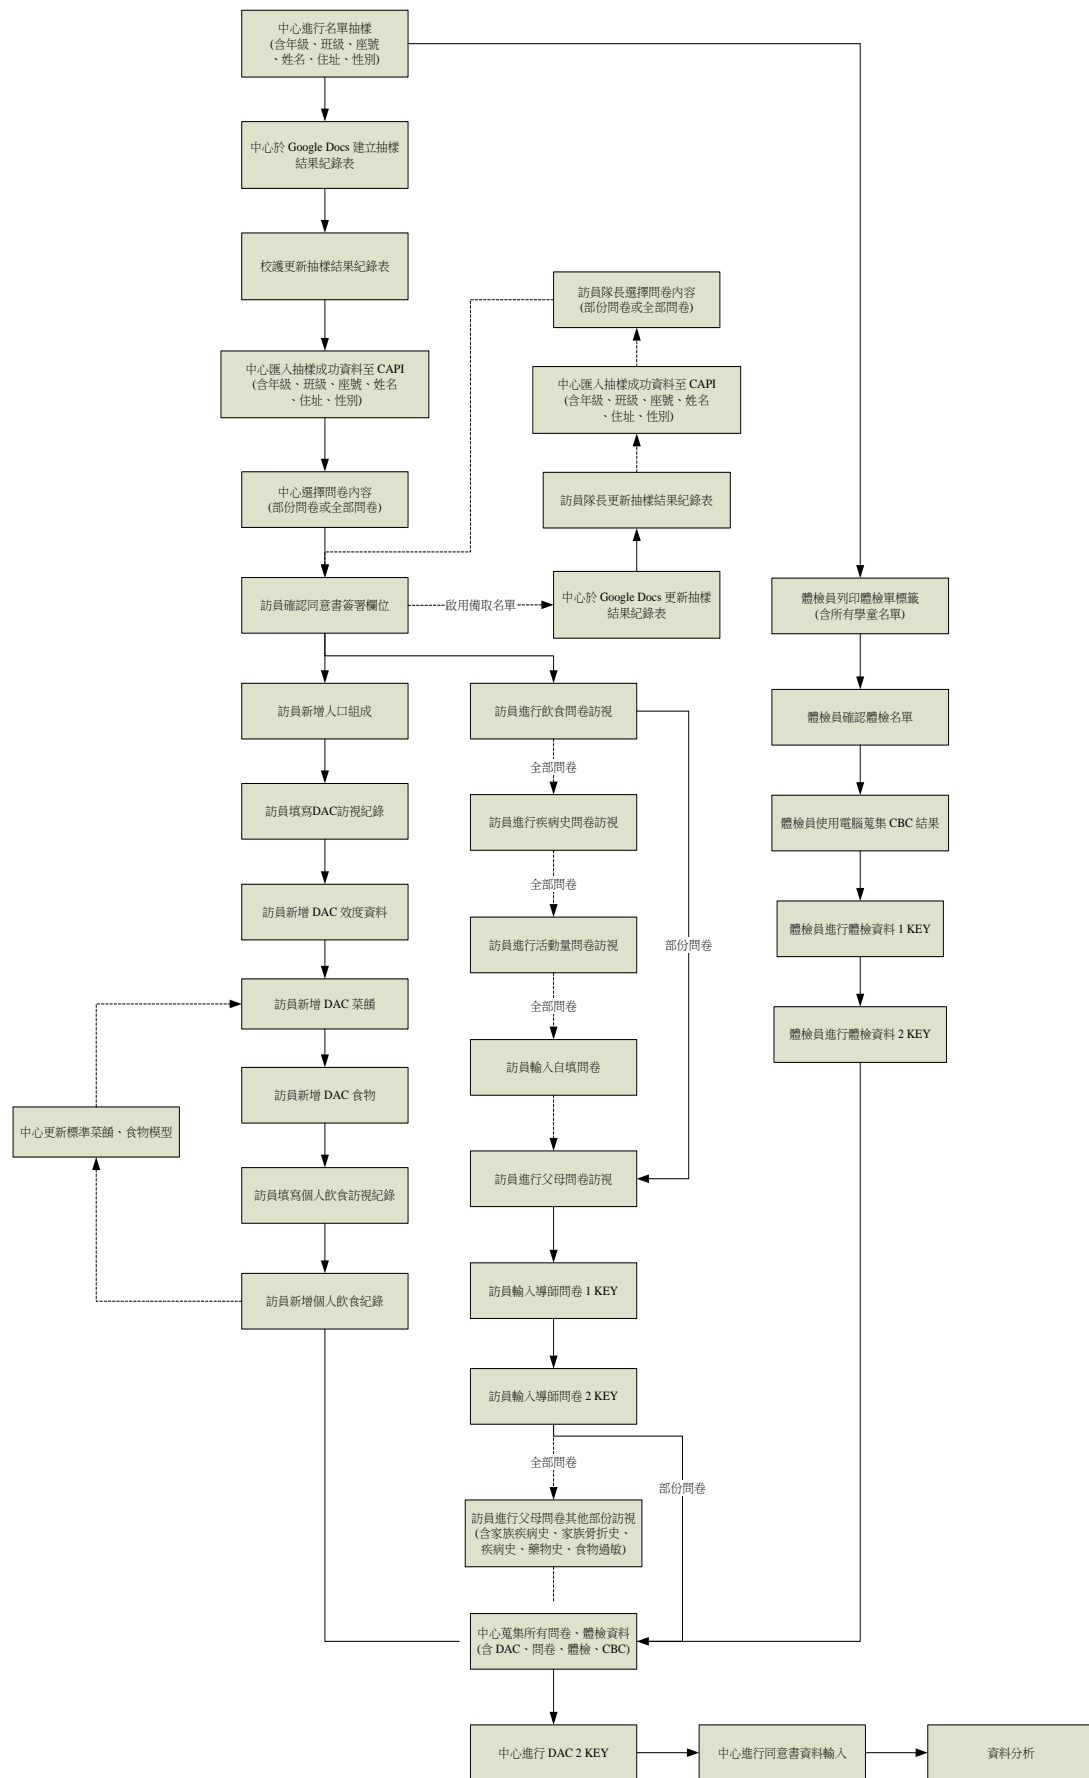 中心進行名單抽樣
(含年級、班級、座號
、姓名、住址、性別)
中心於 Google Docs 建立抽樣
結果紀錄表
校護更新抽樣結果紀錄表
中心匯入抽樣成功資料至 CAPI
(含年級、班級、座號、姓名
、住址、性別)
中心選擇問卷內容
(部份問卷或全部問卷)
訪員確認同意書簽署欄位
啟用備取名單
中心於 Google Docs 更新抽樣
結果紀錄表
訪員隊長更新抽樣結果紀錄表
中心匯入抽樣成功資料至 CAPI
(含年級、班級、座號、姓名
、住址、性別)
訪員隊長選擇問卷內容
(部份問卷或全部問卷)
訪員新增人口組成
訪員填寫DAC訪視紀錄
訪員新增 DAC 效度資料
訪員新增 DAC 菜餚
訪員新增 DAC 食物
訪員填寫個人飲食訪視紀錄
訪員新增個人飲食紀錄
中心更新標準菜餚、食物模型
訪員進行飲食問卷訪視
全部問卷
訪員進行疾病史問卷訪視
全部問卷
訪員進行活動量問卷訪視
部份問卷
全部問卷
訪員輸入自填問卷
訪員進行父母問卷訪視
訪員輸入導師問卷 1 KEY
訪員輸入導師問卷 2 KEY
全部問卷
部份問卷
訪員進行父母問卷其他部份訪視
(含家族疾病史、家族骨折史、
疾病史、藥物史、食物過敏)
體檢員列印體檢單標籤
(含所有學童名單)
體檢員確認體檢名單
體檢員使用電腦蒐集 CBC 結果
體檢員進行體檢資料 1 KEY
體檢員進行體檢資料 2 KEY
中心蒐集所有問卷、體檢資料
(含 DAC、問卷、體檢、CBC)
中心進行 DAC 2 KEY
中心進行同意書資料輸入
資料分析